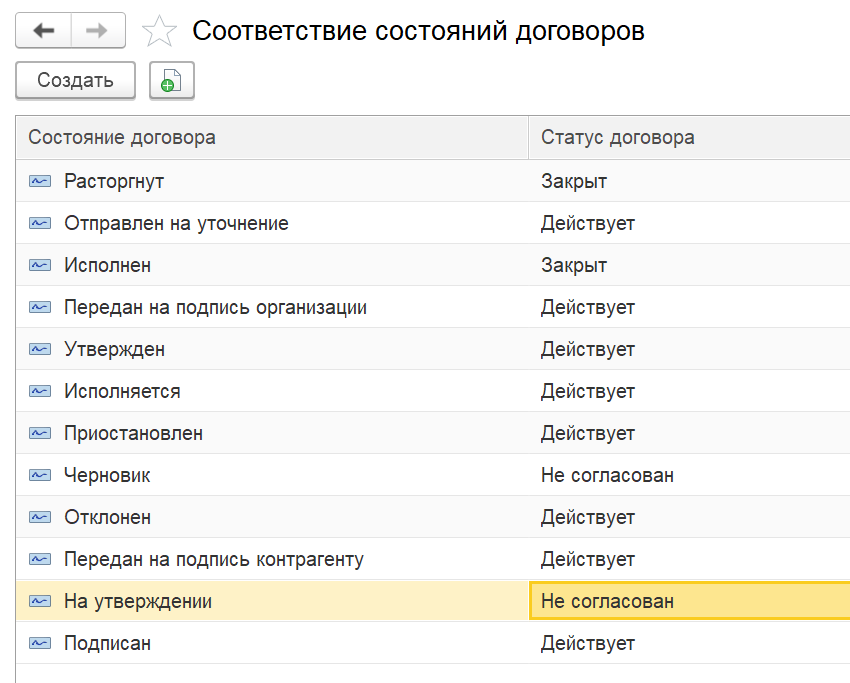 Соответствие состояний договоров
Создать
Состояние договора Статус договора
Расторгнут Закрыт
Отправлен на уточнение Действует
Исполнен Закрыт
Передан на подпись организации Действует
Утвержден Действует
Исполняется Действует
Приостановлен Действует
Черновик Не согласован
Отклонен Действует
Передан на подпись контрагенту Действует
На утверждении Не согласован
Подписан Действует